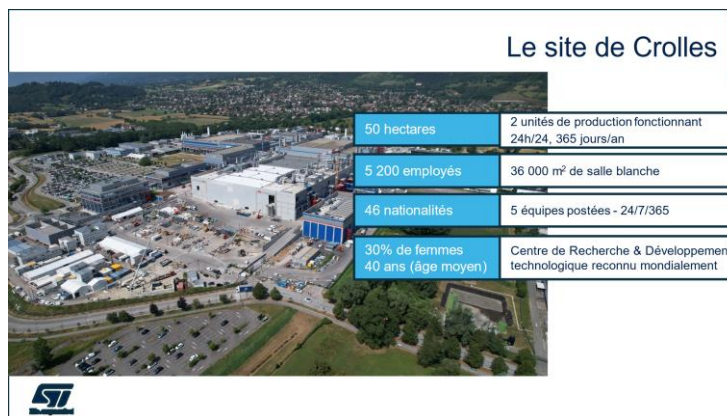 Le site de Crolles
50 hectares
2 unités de production fonctionnant
24h/24, 365 jours/an
5 200 employés
36 000 m² de salle blanche
46 nationalités
5 équipes postées - 24/7/365
30% de femmes
40 ans (âge moyen)
Centre de Recherche & Développemen
technologique reconnu mondialement
ST